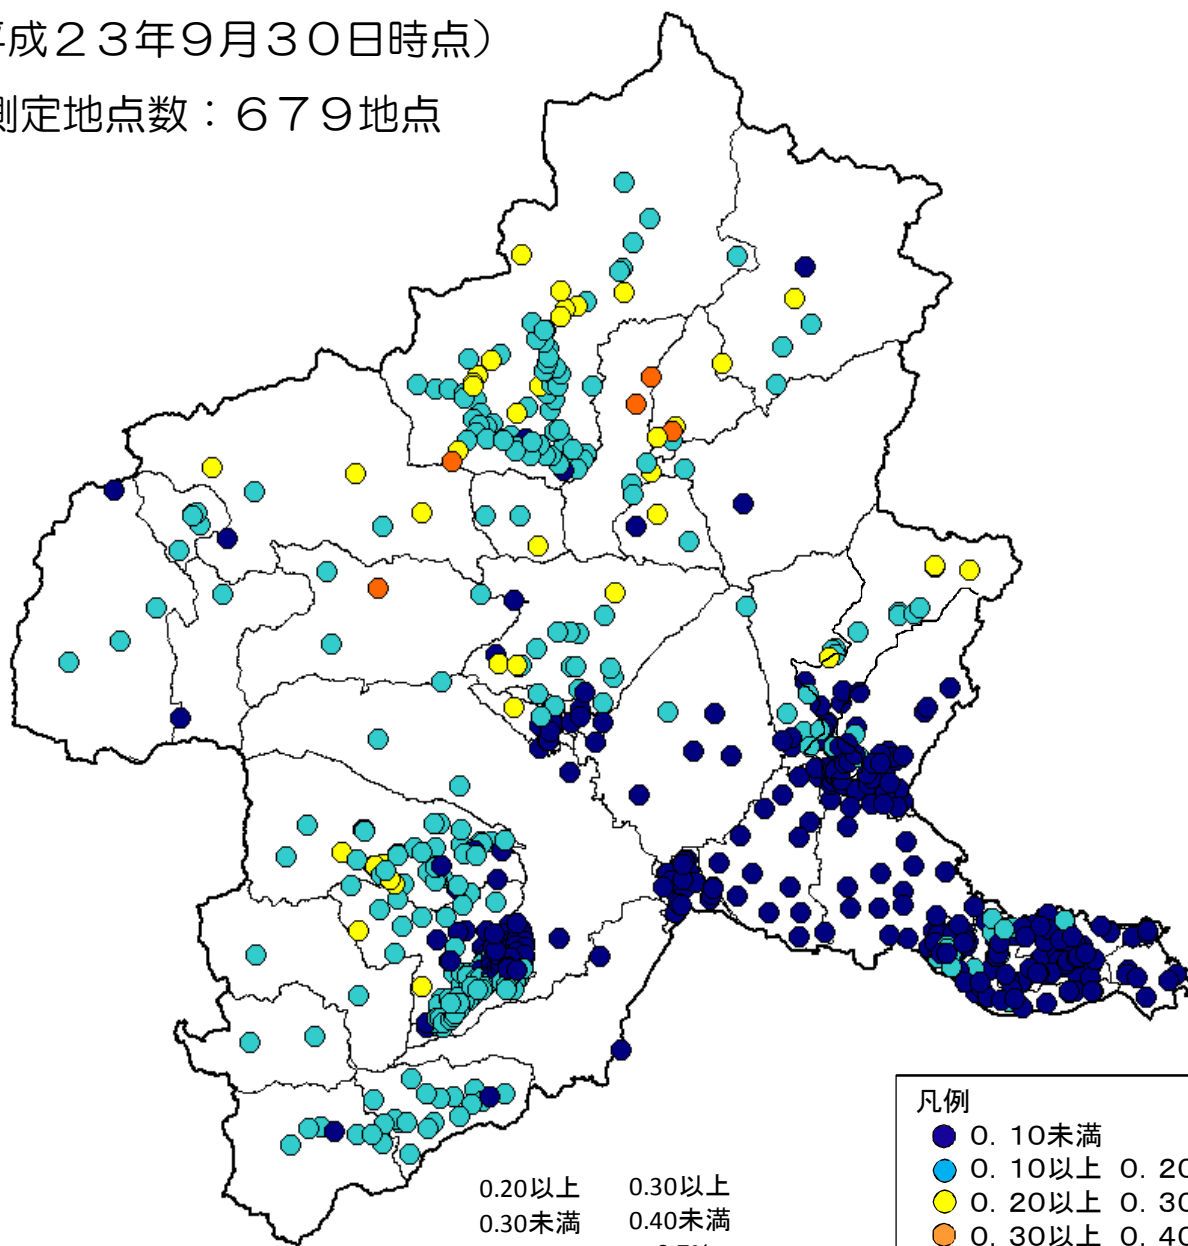 成２３年９月３０日時点）
測定地点数：６７９地点
0.20以上 0.30以上
0.30未満 0.40未満
凡例
０．１０未満
０．１０以上 ０．２０
０．２０以上 ０．３０
０．３０以上 ０．４０